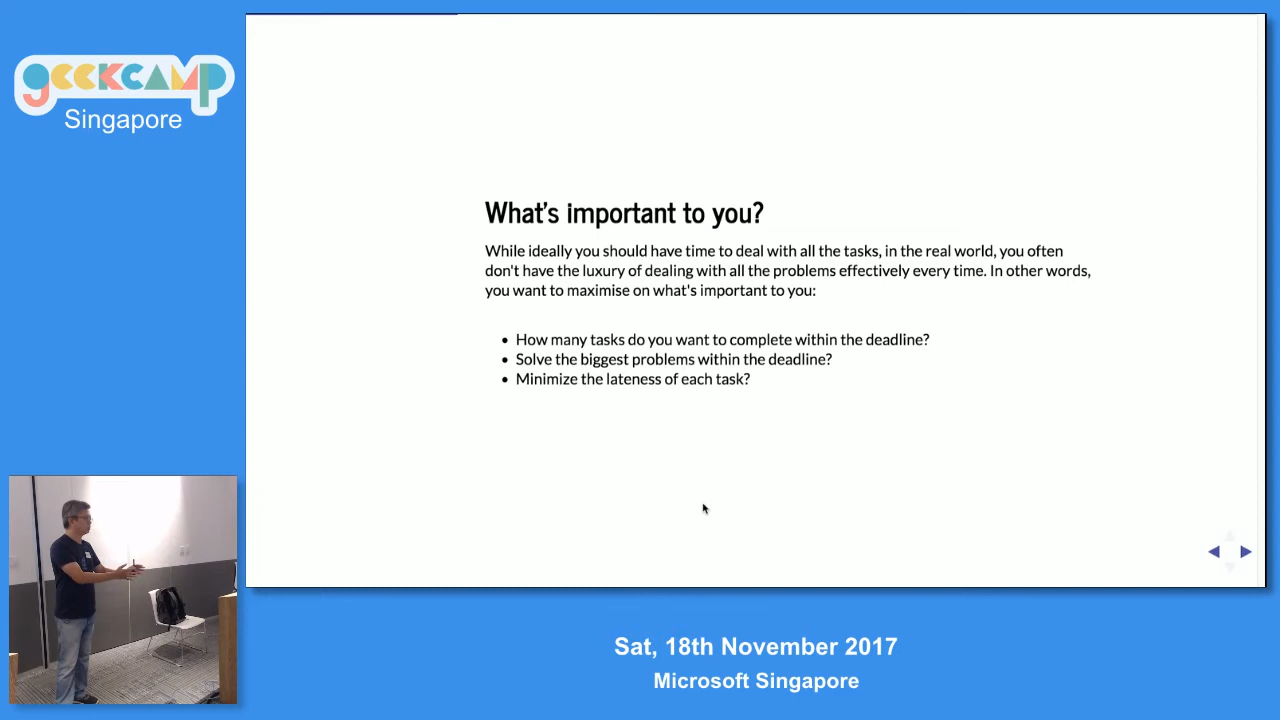 geekcamp
Singapore
What's important to you?
While ideally you should have time to deal with all the tasks, in the real world, you often
don't have the luxury of dealing with all the problems effectively every time. In other words,
you want to maximise on what's important to you:
• How many tasks do you want to complete within the deadline?
• Solve the biggest problems within the deadline?
• Minimize the lateness of each task?
Sat, 18th November 2017
Microsoft Singapore